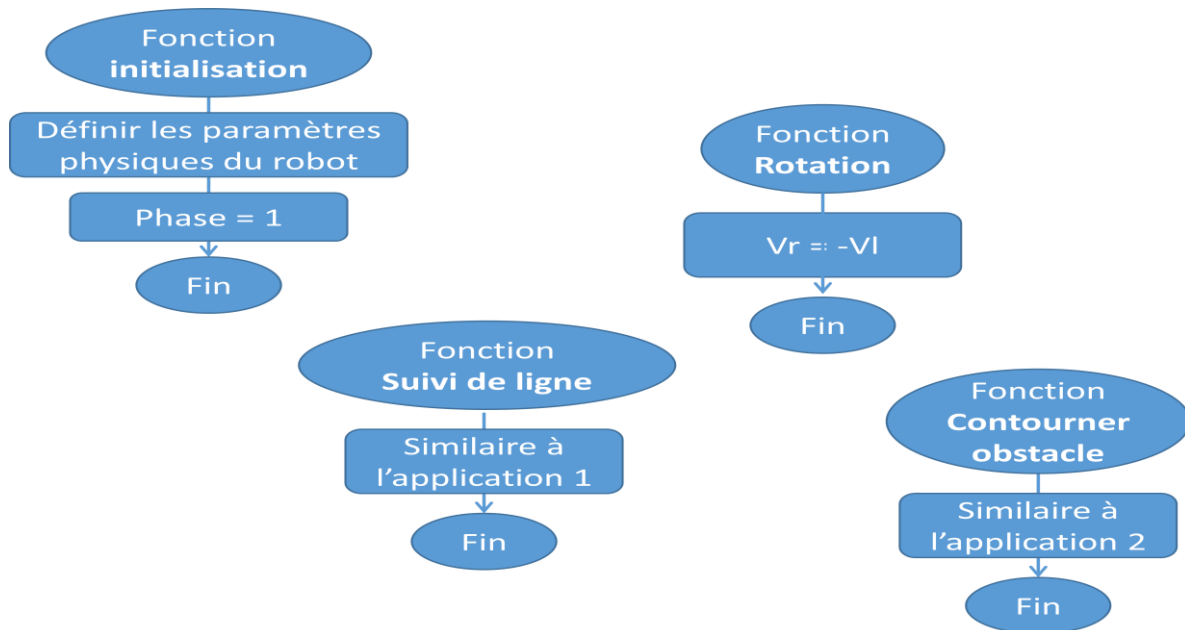 Fonction
initialisation
Définir les paramètres
physiques du robot
Phase = 1
Fin
Fonction
Rotation
Vr = -Vl
Fin
Fonction
Suivi de ligne
Similaire à
l’application 1
Fin
Fonction
Contourner
obstacle
Similaire à
l’application 2
Fin